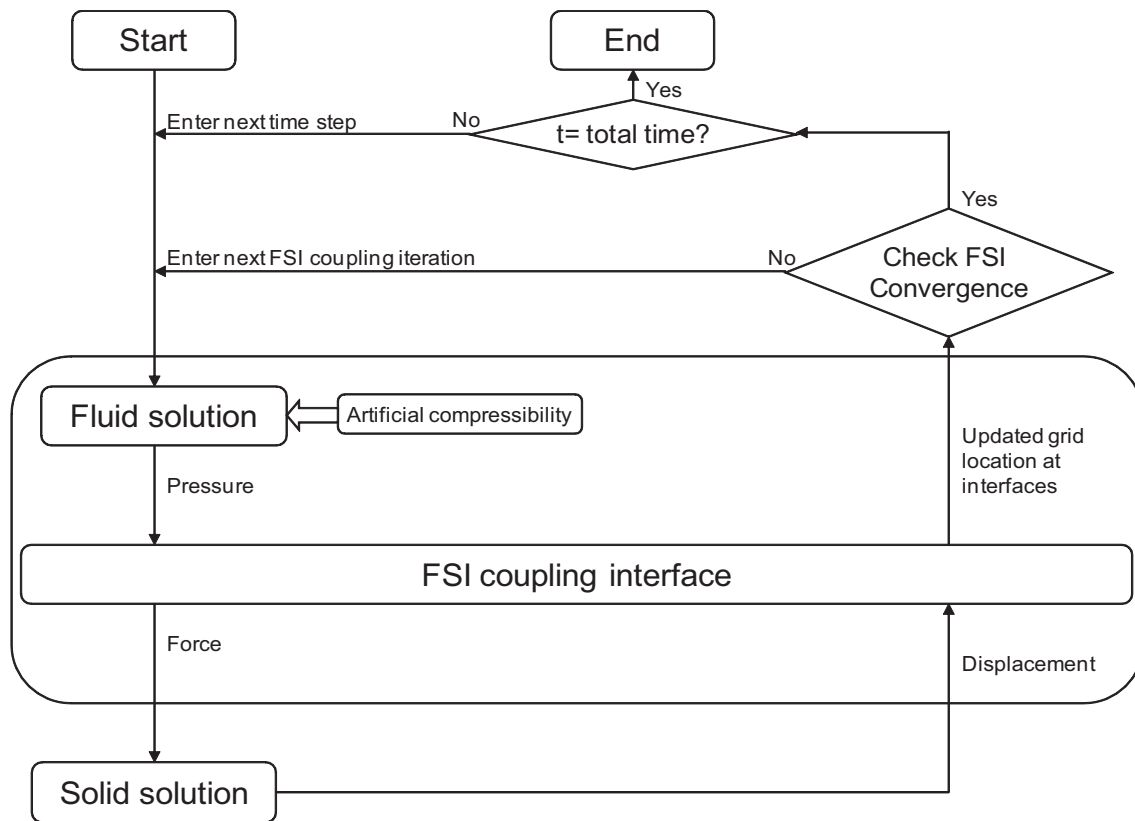 Start
End
Yes
Enter next time step
No
t= total time?
Yes
Enter next FSI coupling iteration
No
Check FSI
Convergence
Fluid solution
Artificial compressibility
Pressure
Updated grid
location at
interfaces
FSI coupling interface
Force
Displacement
Solid solution